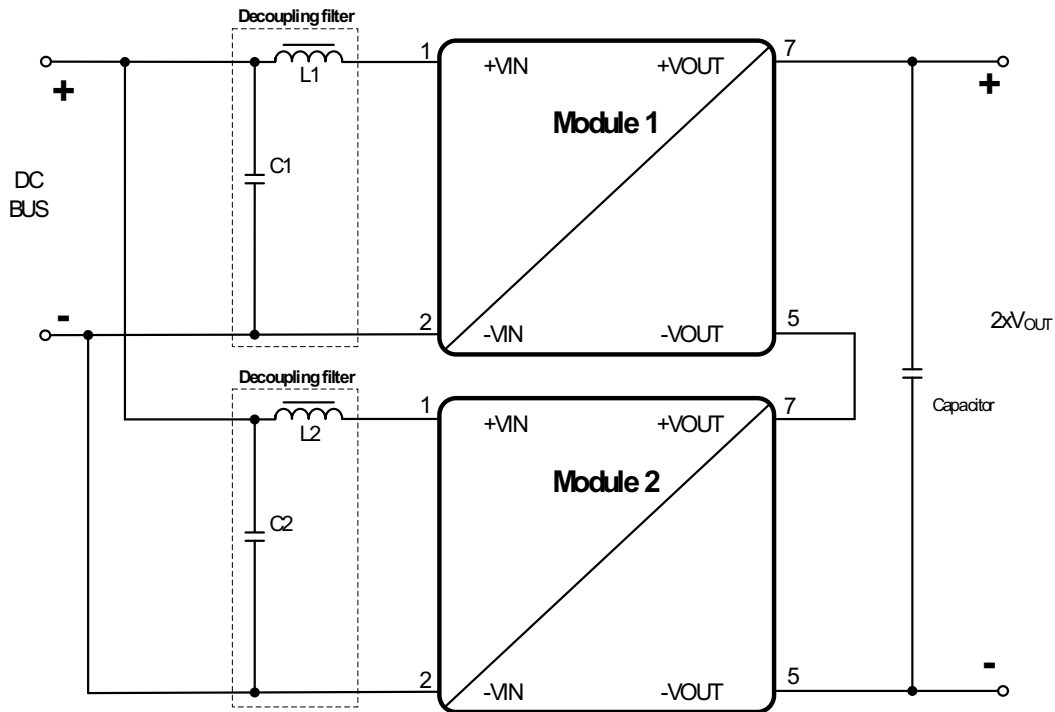 Decoupling filter
1
7
L1
+VIN
+VOUT
+
+
Module 1
C1
DC
BUS
-
2
5
-VIN
-VOUT
2xVOUT
Decoupling filter
1
7
Capacitor
L2
+VIN
+VOUT
Module 2
C2
-
2
5
-VIN
-VOUT